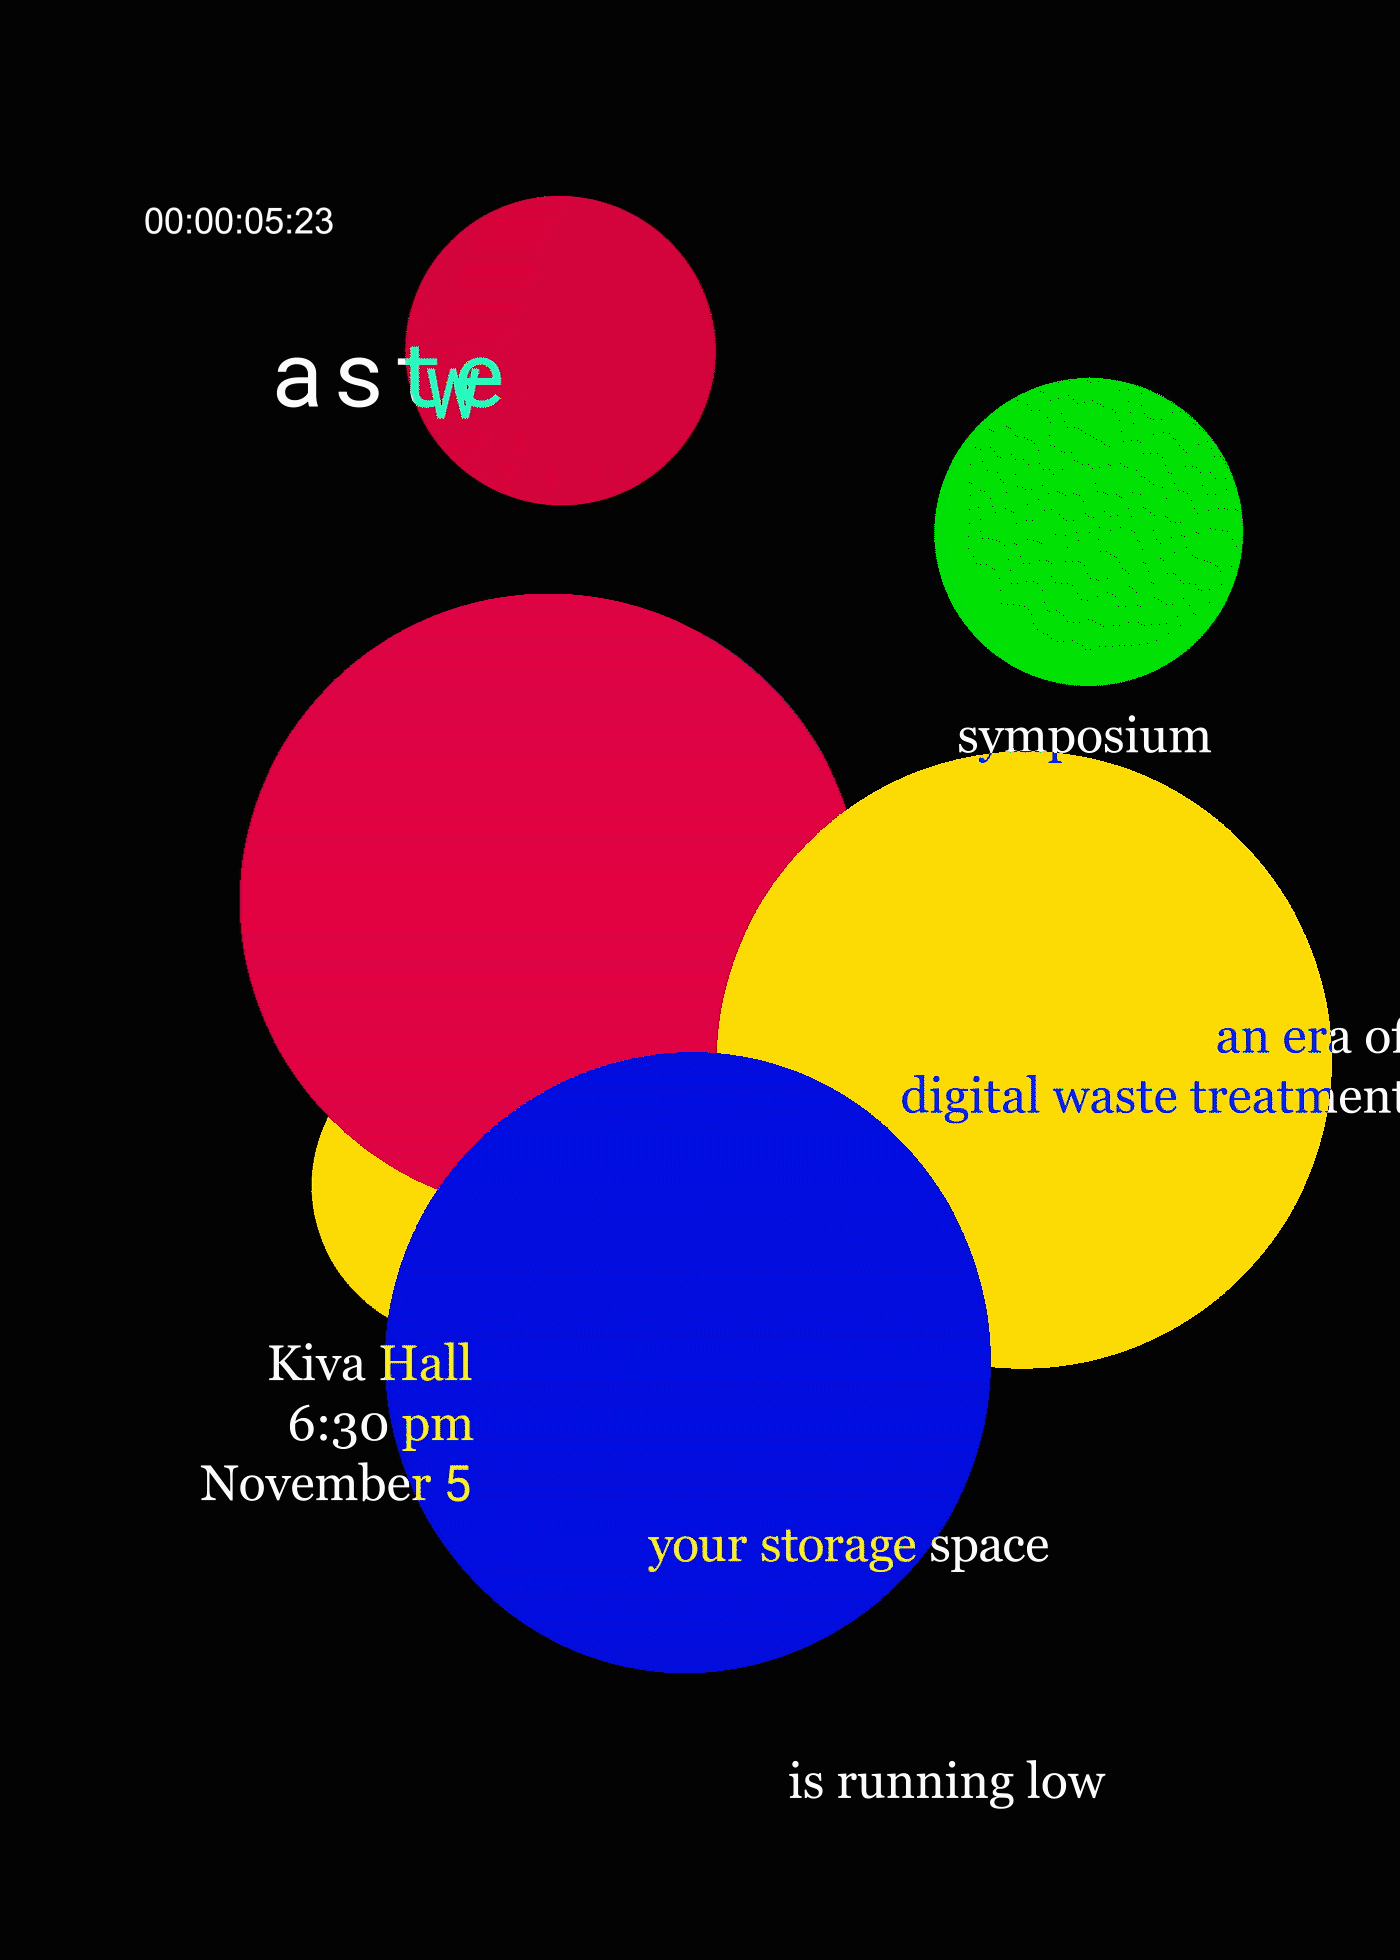 00:00:05:23
as twe
symposium
an era of
digital waste treatment
Kiva Hall
6:30 pm
November 5
your storage space
is running low